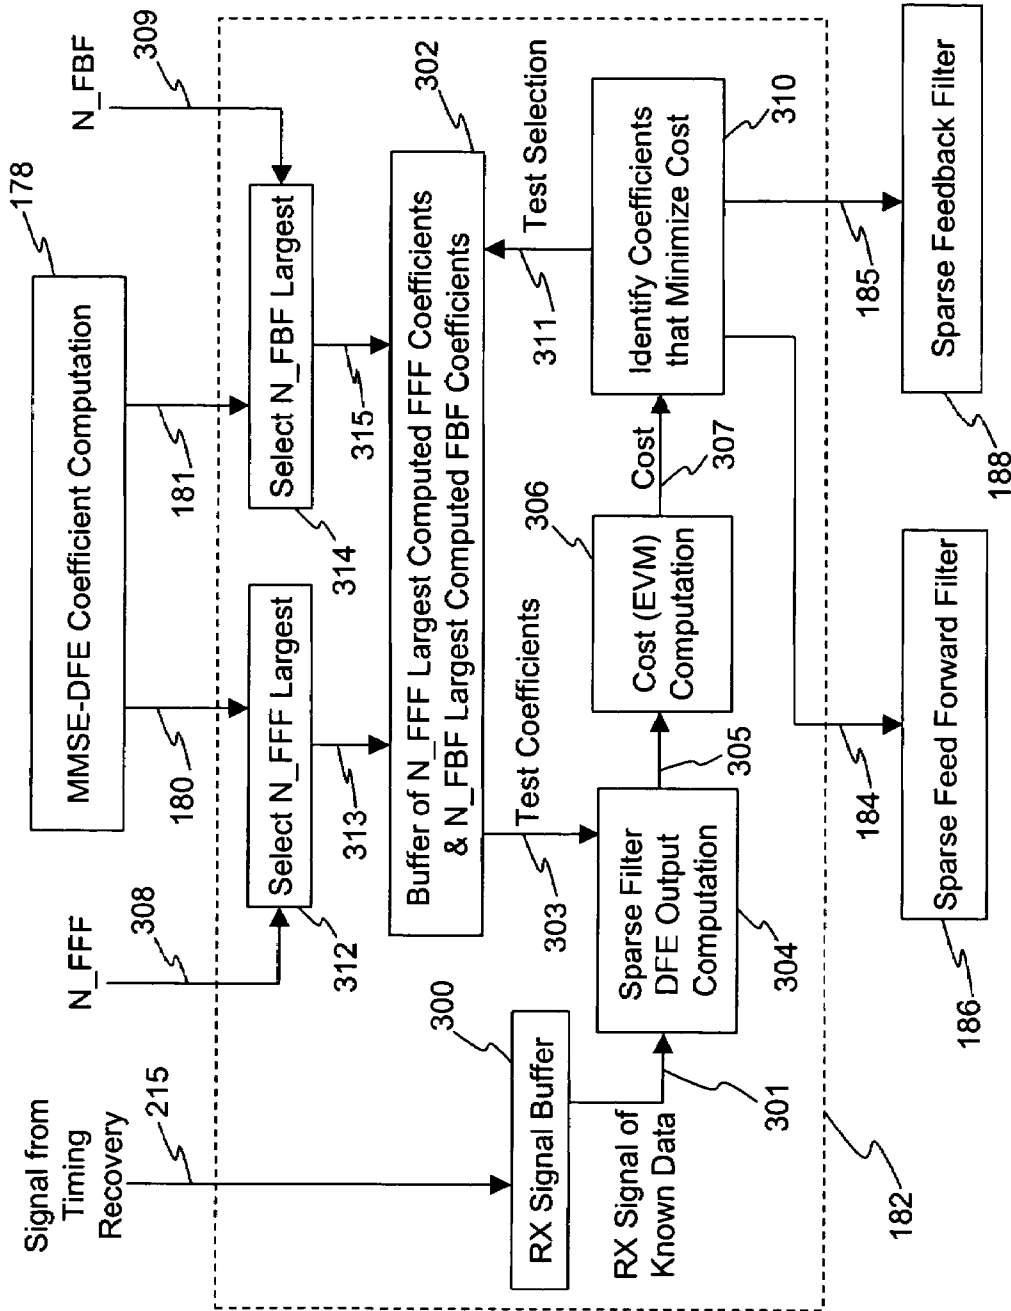 Signal from
Timing
Recovery
215
N_FFF
308
MMSE-DFE Coefficient Computation
178
180
181
N_FBF
309
Select N_FFF Largest
312
313
Select N_FBF Largest
314
315
Buffer of N_FFF Largest Computed FFF Coefficients
& N_FBF Largest Computed FBF Coefficients
302
RX Signal Buffer
300
RX Signal of
Known Data
301
Test Coefficients
303
Sparse Filter
DFE Output
Computation
304
305
Cost (EVM)
Computation
306
Cost
307
Test Selection
311
Identify Coefficients
that Minimize Cost
310
182
184
185
Sparse Feed Forward Filter
186
Sparse Feedback Filter
188